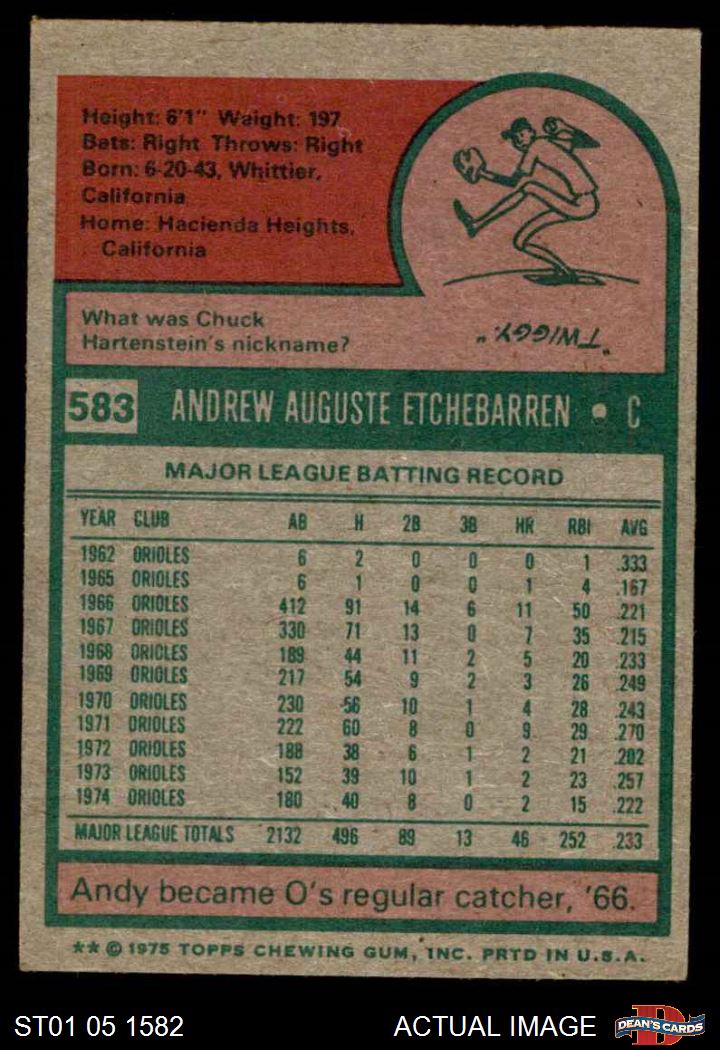 Height: 6'1" Weight: 197
Bats: Right Throws: Right
Born: 6-20-43, Whittier,
California
Home: Hacienda Heights,
California
What was Chuck
Hartenstein's nickname?
"TWIGGY."
583 ANDREW AUGUSTE ETCHEBARREN • C
MAJOR LEAGUE BATTING RECORD
YEAR CLUB AB H 2B 3B HR RBI AVG
1962 ORIOLES 6 2 0 0 0 1 .333
1965 ORIOLES 6 1 0 0 1 4 .167
1966 ORIOLES 412 91 14 6 11 50 .221
1967 ORIOLES 330 71 13 0 7 35 .215
1968 ORIOLES 189 44 11 2 5 20 .233
1969 ORIOLES 217 54 9 2 3 26 .249
1970 ORIOLES 230 56 10 1 4 28 .243
1971 ORIOLES 222 60 8 0 9 29 .270
1972 ORIOLES 188 38 6 1 2 21 .202
1973 ORIOLES 152 39 10 1 2 23 .257
1974 ORIOLES 180 40 8 0 2 15 .222
MAJOR LEAGUE TOTALS 2132 496 89 13 46 252 .233
Andy became O's regular catcher, '66.
** © 1975 TOPPS CHEWING GUM, INC. PRTD IN U.S.A.
ST01 05 1582 ACTUAL IMAGE DEAN'S CARDS